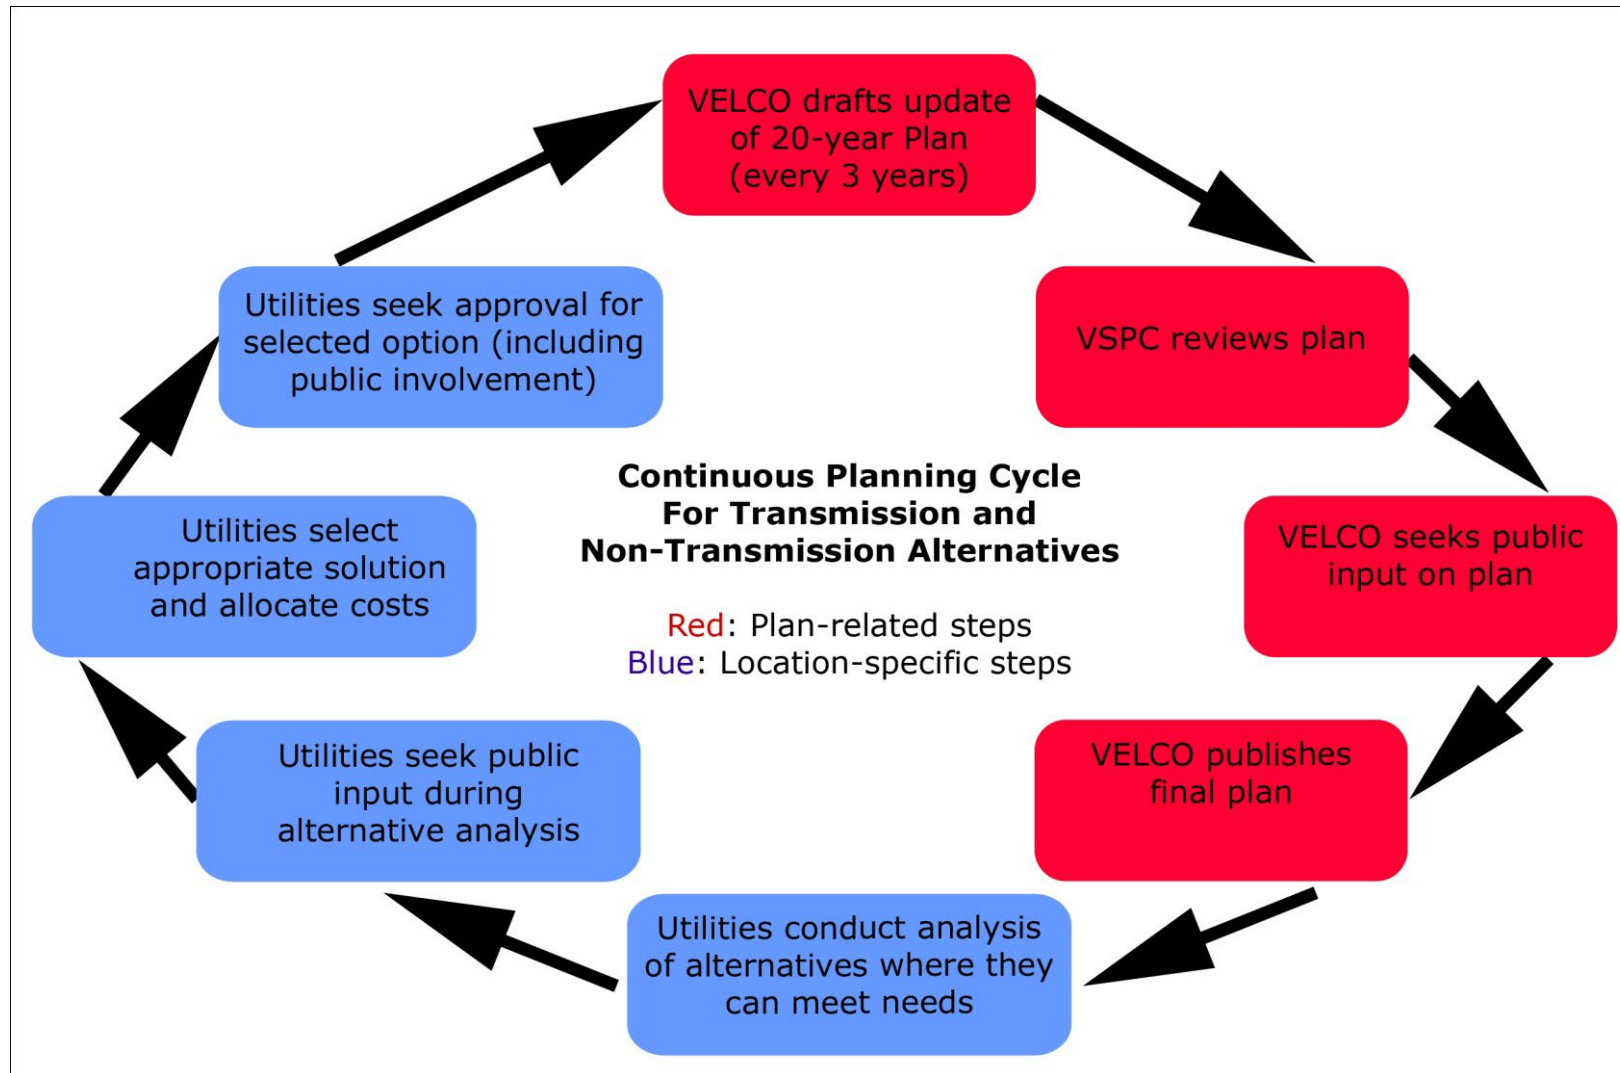 VELCO drafts update
of 20-year Plan
(every 3 years)
VSPC reviews plan
VELCO seeks public
input on plan
VELCO publishes
final plan
Utilities conduct analysis
of alternatives where they
can meet needs
Utilities seek public
input during
alternative analysis
Utilities select
appropriate solution
and allocate costs
Utilities seek approval for
selected option (including
public involvement)
Continuous Planning Cycle
For Transmission and
Non-Transmission Alternatives
Red: Plan-related steps
Blue: Location-specific steps